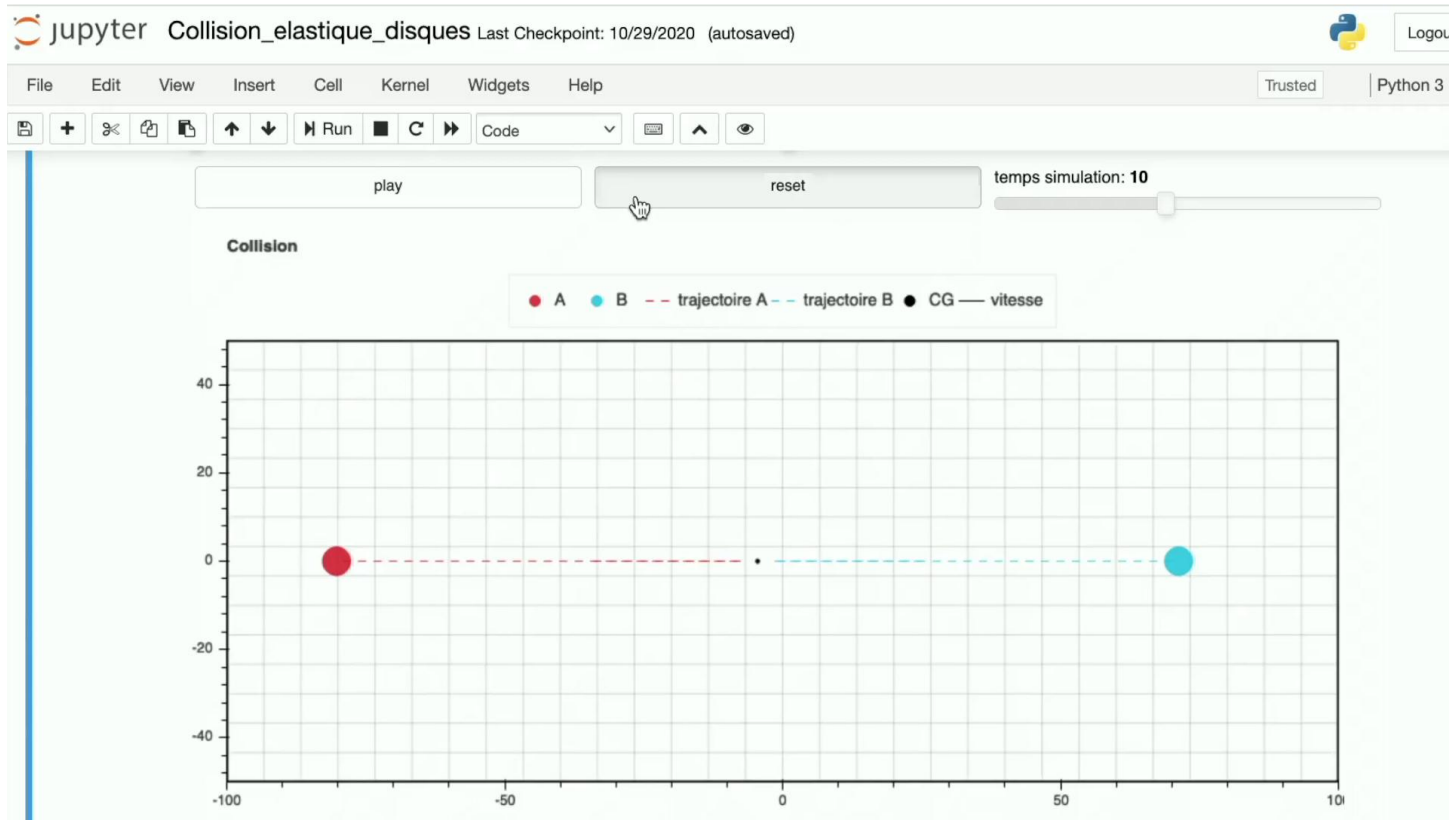 jupyter Collision_elastique_disques Last Checkpoint: 10/29/2020 (autosaved)
Logou
File Edit View Insert Cell Kernel Widgets Help
Trusted Python 3
Run Code
play reset temps simulation: 10
Collision
A B trajectoire A trajectoire B CG vitesse
40
20
0
-20
-40
-100 -50 0 50 10